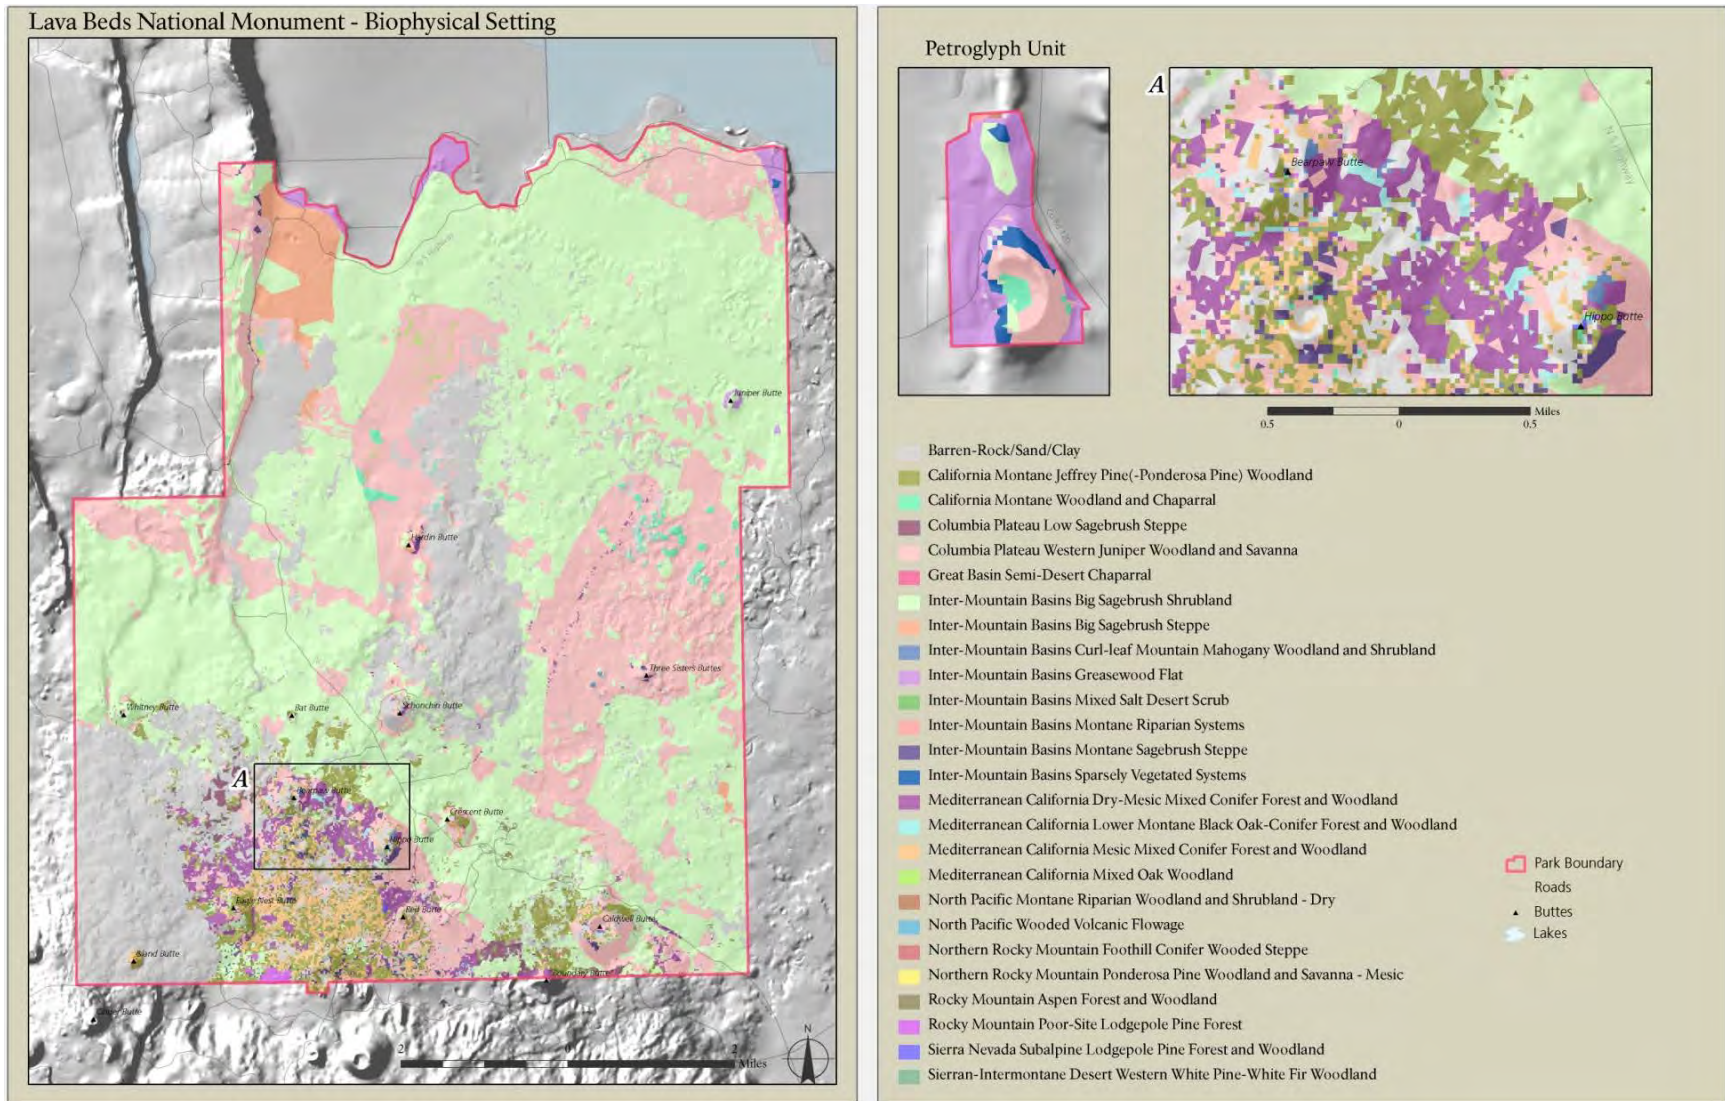 Lava Beds National Monument - Biophysical Setting
Juniper Butte
Hardin Butte
Three Sisters Buttes
Whitney Butte
Bat Butte
Schonchin Butte
A
Bearpaw Butte
Crescent Butte
Hippo Butte
Eagle Nest Butte
Caldwell Butte
Island Butte
Boundary Butte
N
2 0 2
Miles
Petroglyph Unit
A
Bearpaw Butte
Hippo Butte
Miles
0.5 0 0.5
Barren-Rock/Sand/Clay
California Montane Jeffrey Pine(-Ponderosa Pine) Woodland
California Montane Woodland and Chaparral
Columbia Plateau Low Sagebrush Steppe
Columbia Plateau Western Juniper Woodland and Savanna
Great Basin Semi-Desert Chaparral
Inter-Mountain Basins Big Sagebrush Shrubland
Inter-Mountain Basins Big Sagebrush Steppe
Inter-Mountain Basins Curl-leaf Mountain Mahogany Woodland and Shrubland
Inter-Mountain Basins Greasewood Flat
Inter-Mountain Basins Mixed Salt Desert Scrub
Inter-Mountain Basins Montane Riparian Systems
Inter-Mountain Basins Montane Sagebrush Steppe
Inter-Mountain Basins Sparsely Vegetated Systems
Mediterranean California Dry-Mesic Mixed Conifer Forest and Woodland
Mediterranean California Lower Montane Black Oak-Conifer Forest and Woodland
Mediterranean California Mesic Mixed Conifer Forest and Woodland
Mediterranean California Mixed Oak Woodland
North Pacific Montane Riparian Woodland and Shrubland - Dry
North Pacific Wooded Volcanic Flowage
Northern Rocky Mountain Foothill Conifer Wooded Steppe
Northern Rocky Mountain Ponderosa Pine Woodland and Savanna - Mesic
Rocky Mountain Aspen Forest and Woodland
Rocky Mountain Poor-Site Lodgepole Pine Forest
Sierra Nevada Subalpine Lodgepole Pine Forest and Woodland
Sierran-Intermontane Desert Western White Pine-White Fir Woodland
Park Boundary
Roads
Buttes
Lakes